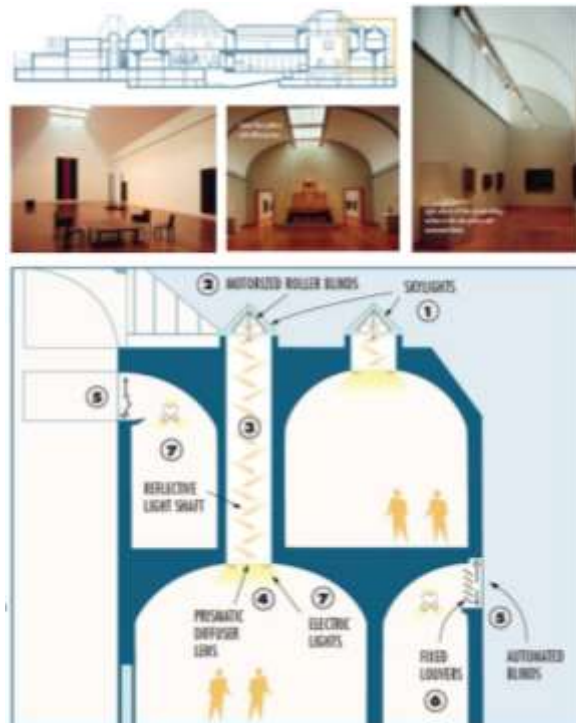 ② MOTORIZED ROLLER BLINDS
SKYLIGHTS
①
⑤
⑦
③
REFLECTIVE
LIGHT SHAFT
④
⑦
PRISMATIC
DIFFUSER
LENS
ELECTRIC
LIGHTS
FIXED
LOUVERS
⑥
⑤
AUTOMATED
BLINDS